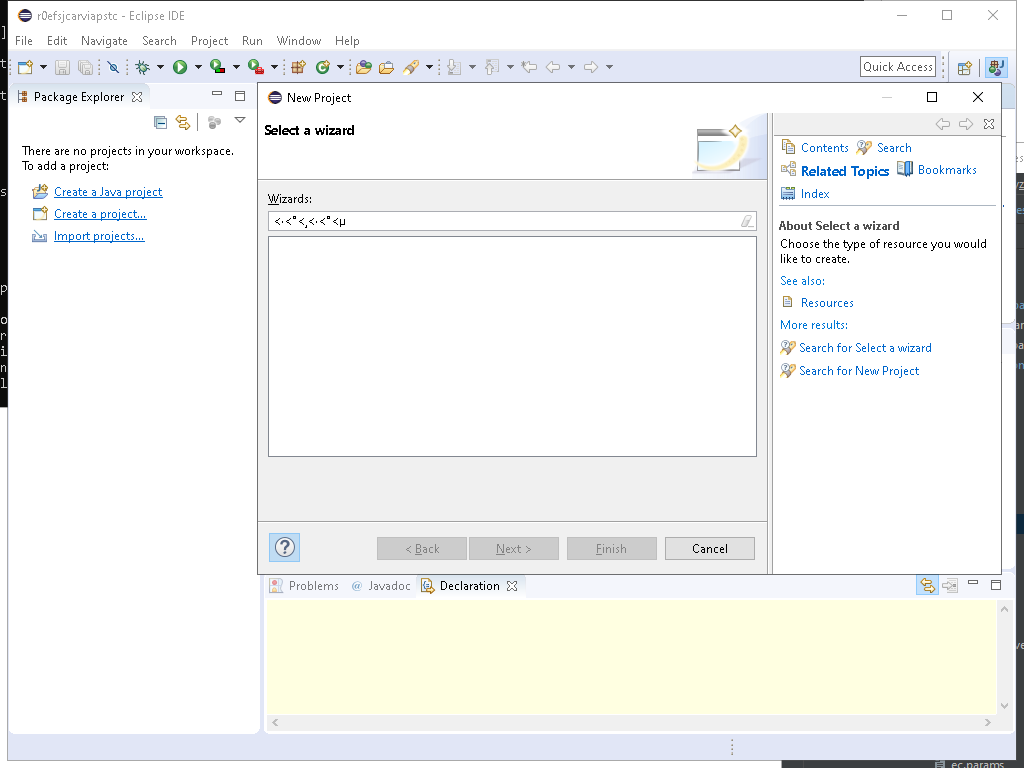 r0efsjcarviapstc - Eclipse IDE
File Edit Navigate Search Project Run Window Help
Quick Access
Package Explorer
There are no projects in your workspace.
To add a project:
Create a Java project
Create a project...
Import projects...
New Project
Select a wizard
Wizards:
<·<°<¸<·<°<µ
< Back Next > Finish Cancel
Contents Search
Related Topics Bookmarks
Index
About Select a wizard
Choose the type of resource you would
like to create.
See also:
Resources
More results:
Search for Select a wizard
Search for New Project
Problems @ Javadoc Declaration
ec.params